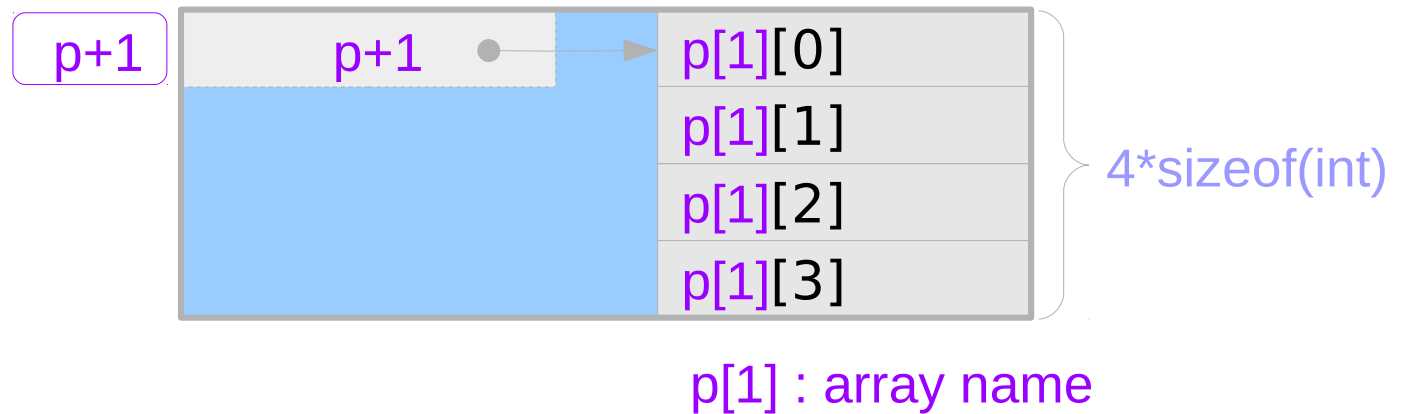 p+1 p+1 p[1][0]
p[1][1]
4*sizeof(int)
p[1][2]
p[1][3]
p[1] : array name